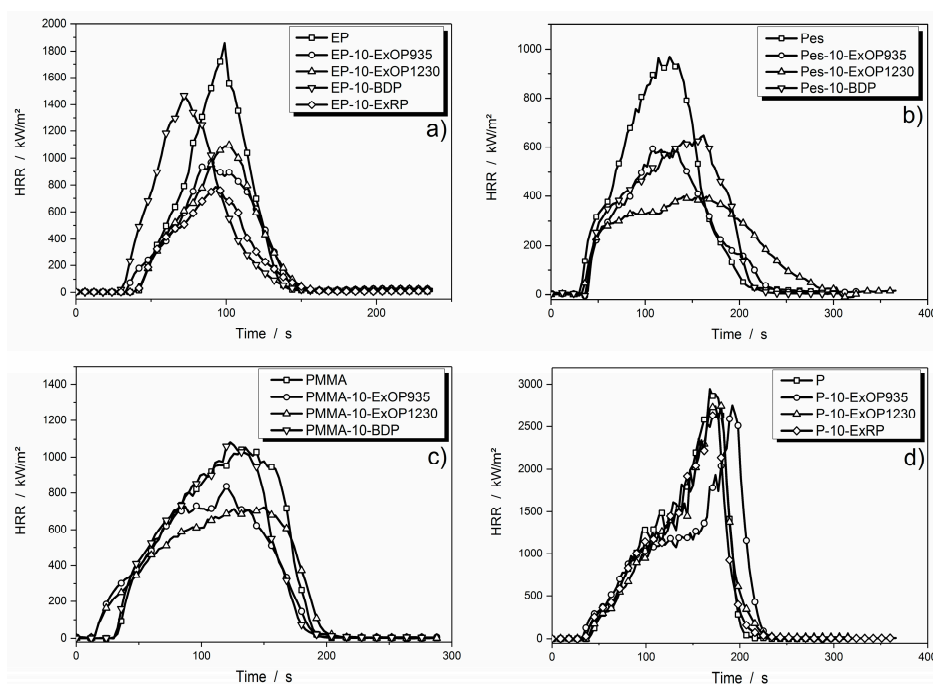 2000
1800
1600
1400
1200
1000
800
600
400
200
0
HRR / kW/m²
EP
EP-10-ExOP935
EP-10-ExOP1230
EP-10-BDP
EP-10-ExRP
a)
0 100 200
Time / s
1000
800
600
400
200
0
HRR / kW/m²
Pes
Pes-10-ExOP935
Pes-10-ExOP1230
Pes-10-BDP
b)
0 100 200 300 400
Time / s
1400
1200
1000
800
600
400
200
0
HRR / kW/m²
PMMA
PMMA-10-ExOP935
PMMA-10-ExOP1230
PMMA-10-BDP
c)
0 100 200 300
Time / s
3000
2500
2000
1500
1000
500
0
HRR / kW/m²
P
P-10-ExOP935
P-10-ExOP1230
P-10-ExRP
d)
0 100 200 300 400
Time / s